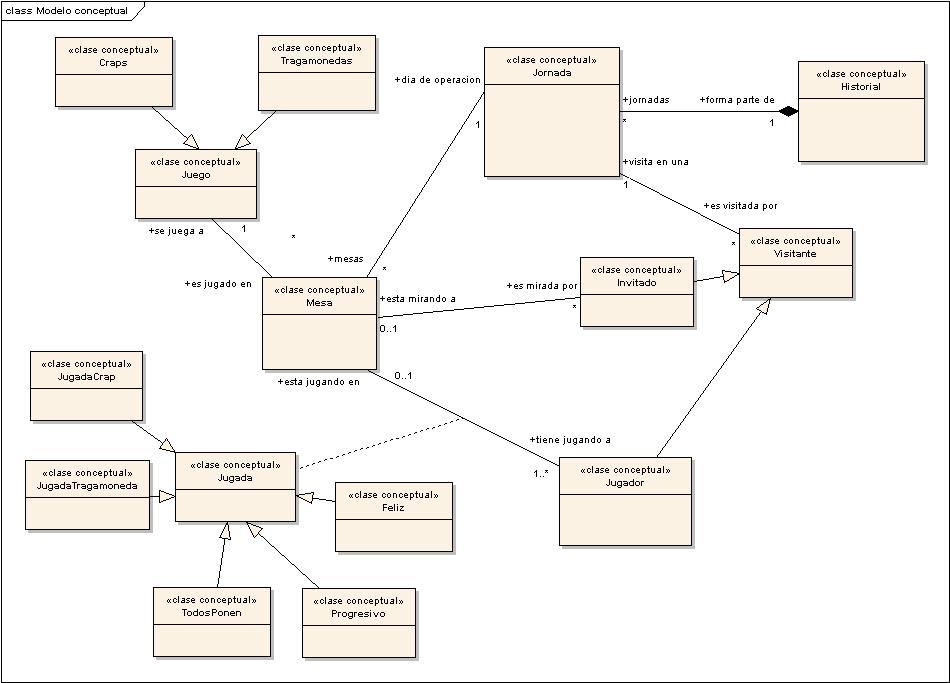 class Modelo conceptual
«clase conceptual»
Craps
«clase conceptual»
Tragamonedas
«clase conceptual»
Jornada
«clase conceptual»
Historial
+dia de operacion
1
+jornadas
*
+forma parte de
1
«clase conceptual»
Juego
+visita en una
1
+es visitada por
*
«clase conceptual»
Visitante
+se juega a
1
*
+es jugado en
+mesas
*
«clase conceptual»
Mesa
+esta mirando a
0..1
+es mirada por
*
«clase conceptual»
Invitado
+esta jugando en
0..1
+tiene jugando a
1..*
«clase conceptual»
JugadaCrap
«clase conceptual»
JugadaTragamoneda
«clase conceptual»
Jugada
«clase conceptual»
Feliz
«clase conceptual»
Jugador
«clase conceptual»
TodosPonen
«clase conceptual»
Progresivo